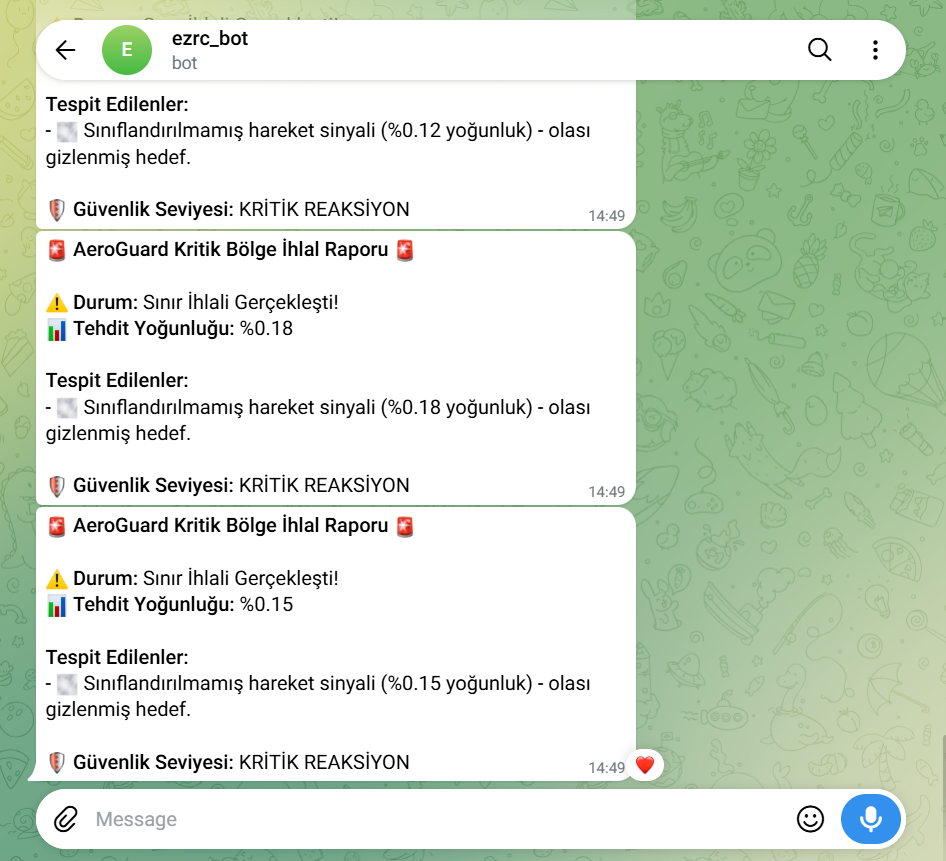 ezrc_bot
bot
Tespit Edilenler:
- Sınıflandırılmamış hareket sinyali (%0.12 yoğunluk) - olası
gizlenmiş hedef.
Güvenlik Seviyesi: KRİTİK REAKSİYON
14:49
AeroGuard Kritik Bölge İhlal Raporu
Durum: Sınır İhlali Gerçekleşti!
Tehdit Yoğunluğu: %0.18
Tespit Edilenler:
- Sınıflandırılmamış hareket sinyali (%0.18 yoğunluk) - olası
gizlenmiş hedef.
Güvenlik Seviyesi: KRİTİK REAKSİYON
14:49
AeroGuard Kritik Bölge İhlal Raporu
Durum: Sınır İhlali Gerçekleşti!
Tehdit Yoğunluğu: %0.15
Tespit Edilenler:
- Sınıflandırılmamış hareket sinyali (%0.15 yoğunluk) - olası
gizlenmiş hedef.
Güvenlik Seviyesi: KRİTİK REAKSİYON
14:49
Message